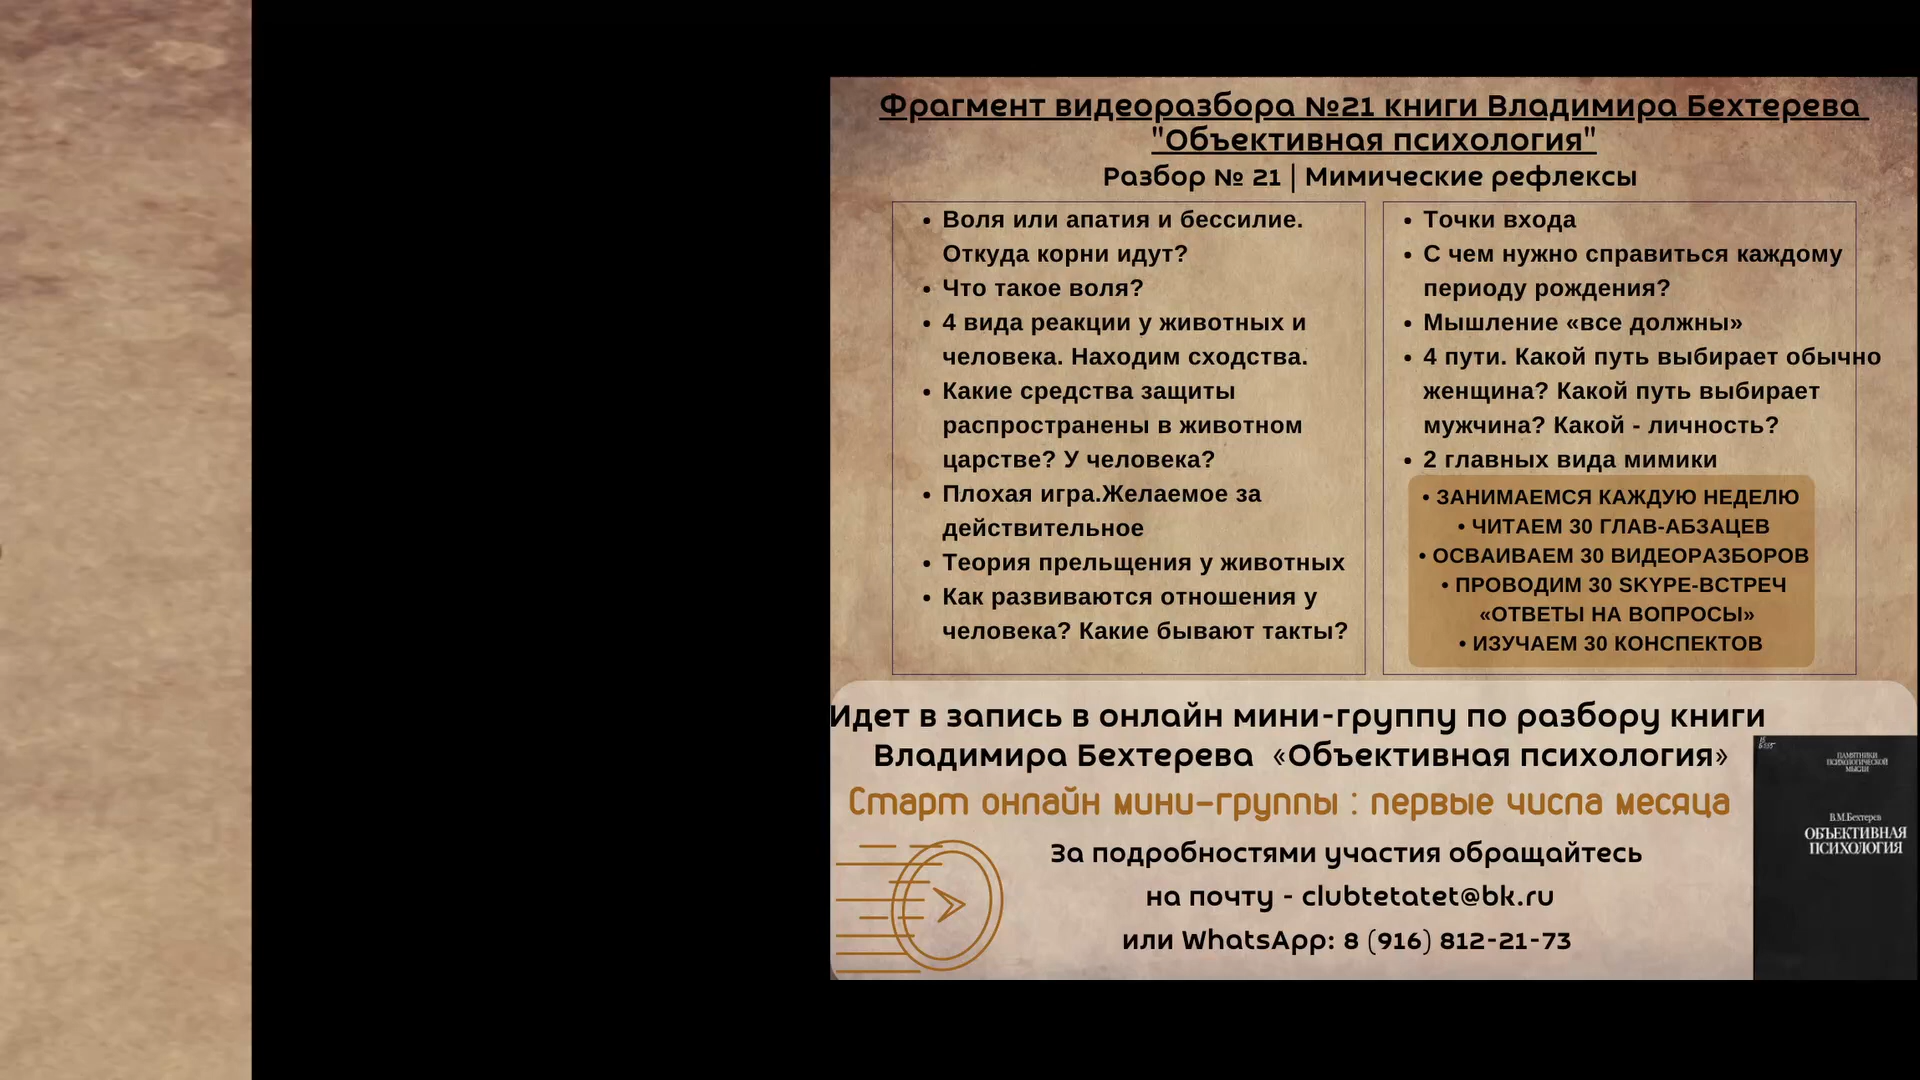 Фрагмент видеоразбора №21 книги Владимира Бехтерева
"Объективная психология"
Разбор № 21 | Мимические рефлексы
• Воля или апатия и бессилие.
Откуда корни идут?
• Что такое воля?
• 4 вида реакции у животных и
человека. Находим сходства.
• Какие средства защиты
распространены в животном
царстве? У человека?
• Плохая игра.Желаемое за
действительное
• Теория прельщения у животных
• Как развиваются отношения у
человека? Какие бывают такты?
• Точки входа
• С чем нужно справиться каждому
периоду рождения?
• Мышление «все должны»
• 4 пути. Какой путь выбирает обычно
женщина? Какой путь выбирает
мужчина? Какой - личность?
• 2 главных вида мимики
• ЗАНИМАЕМСЯ КАЖДУЮ НЕДЕЛЮ
• ЧИТАЕМ 30 ГЛАВ-АБЗАЦЕВ
• ОСВАИВАЕМ 30 ВИДЕОРАЗБОРОВ
• ПРОВОДИМ 30 SKYPE-ВСТРЕЧ
«ОТВЕТЫ НА ВОПРОСЫ»
• ИЗУЧАЕМ 30 КОНСПЕКТОВ
Идет в запись в онлайн мини-группу по разбору книги
Владимира Бехтерева «Объективная психология»
Старт онлайн мини-группы : первые числа месяца
За подробностями участия обращайтесь
на почту - clubtetatet@bk.ru
или WhatsApp: 8 (916) 812-21-73
ПАМЯТНИКИ
ПСИХОЛОГИЧЕСКОЙ
МЫСЛИ
В.М.Бехтерев
ОБЪЕКТИВНАЯ
ПСИХОЛОГИЯ